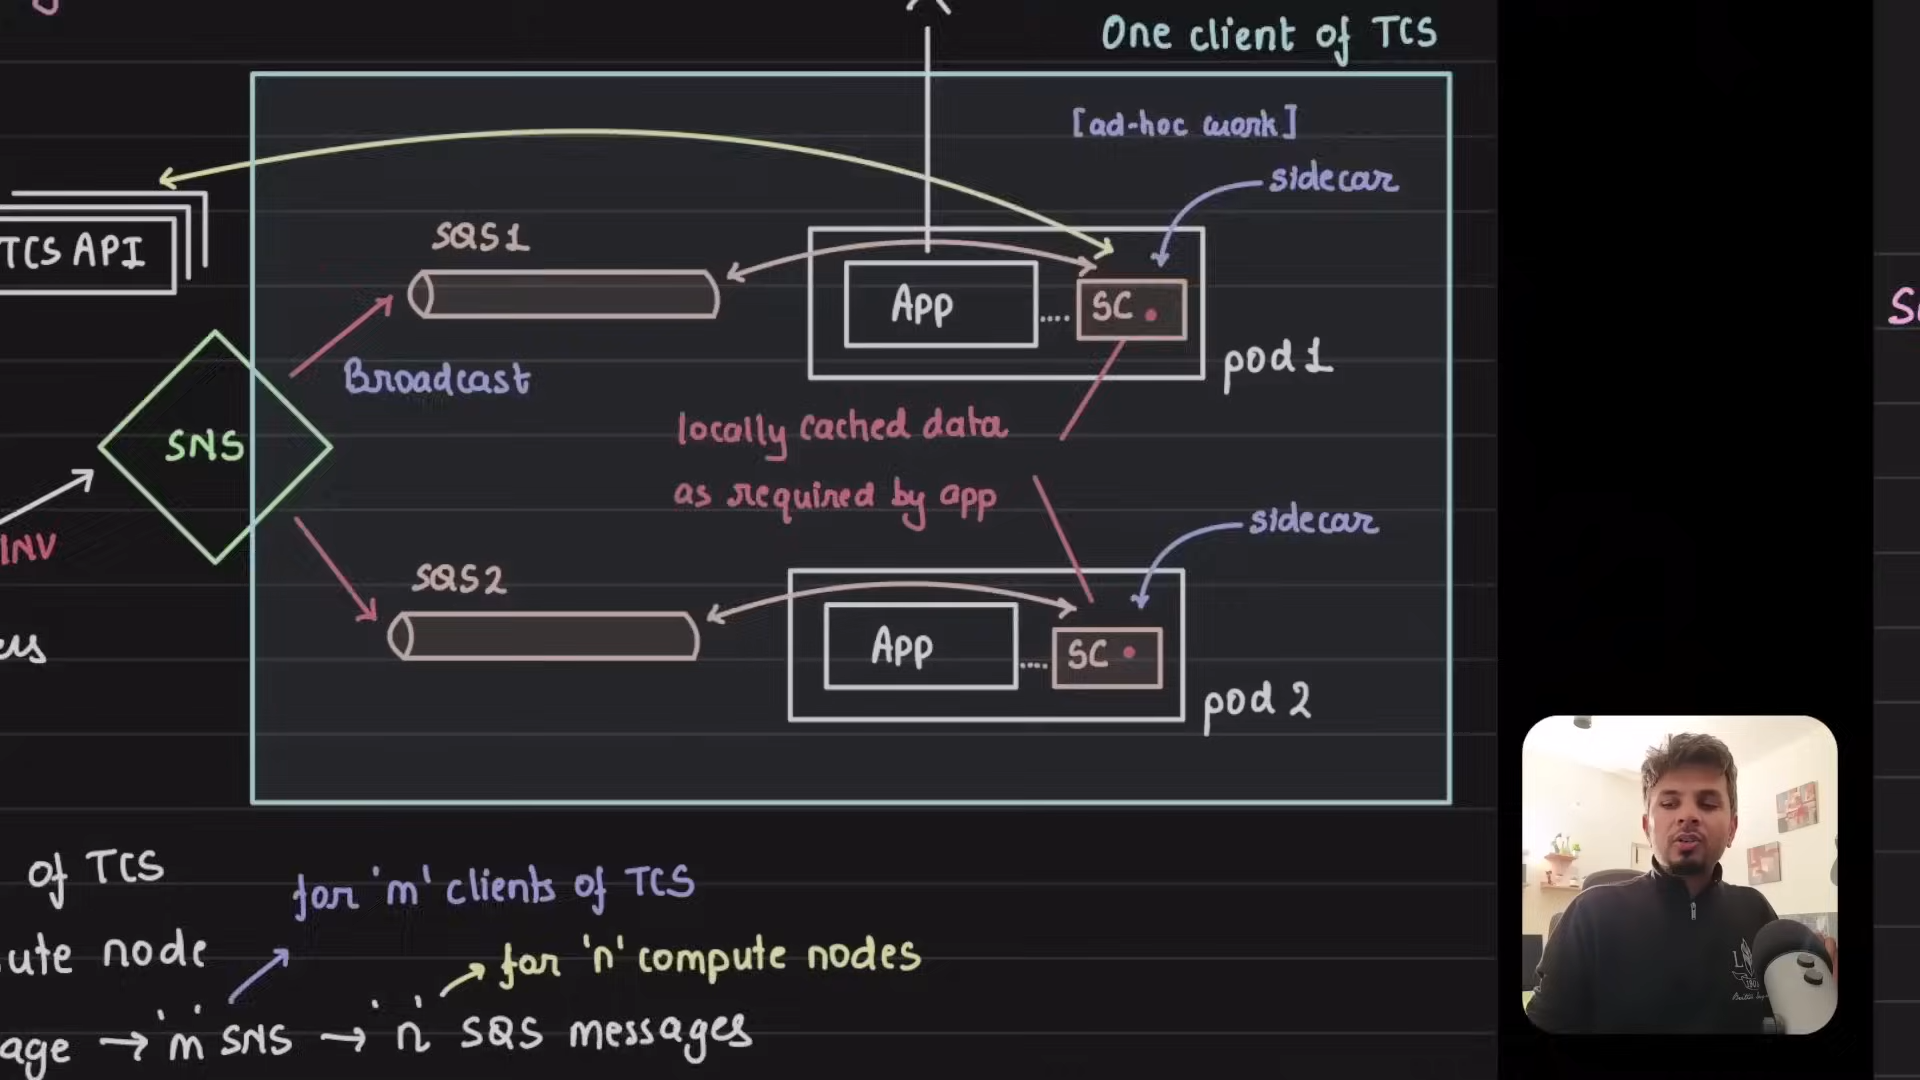 One client of TCS
[ad-hoc work]
sidecar
SQS1
TCS API
App
SC
pod 1
Broadcast
locally cached data
SNS
as required by app
sidecar
INV
SQS2
App
SC
pod 2
of TCS
for 'm' clients of TCS
ute node
for 'n' compute nodes
age → 'm' SNS → 'n' SQS messages